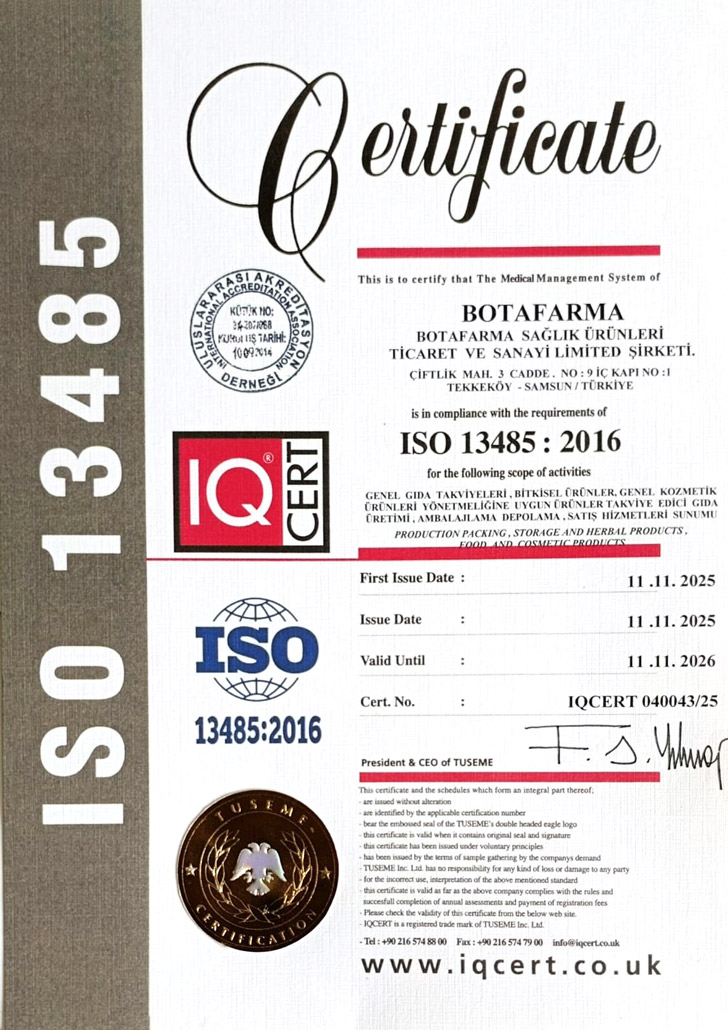 ISO 13485
Certificate
This is to certify that The Medical Management System of
BOTAFARMA
BOTAFARMA SAĞLIK ÜRÜNLERİ
TİCARET VE SANAYİ LİMİTED ŞİRKETİ.
ÇİFTLİK MAH. 3 CADDE . NO : 9 İÇ KAPI NO :1
TEKKEKÖY - SAMSUN / TÜRKİYE
is in compliance with the requirements of
ISO 13485 : 2016
for the following scope of activities
GENEL GIDA TAKVİYELERİ , BİTKİSEL ÜRÜNLER, GENEL KOZMETİK
ÜRÜNLERİ YÖNETMELİĞİNE UYGUN ÜRÜNLER TAKVİYE EDİCİ GIDA
ÜRETİMİ , AMBALAJLAMA DEPOLAMA , SATIŞ HİZMETLERİ SUNUMU
PRODUCTION PACKING , STORAGE AND HERBAL PRODUCTS ,
FOOD AND COSMETIC PRODUCTS
ULUSLARARASI AKREDİTASYON
DERNEĞİ
INTERNATIONAL ACCREDITATION ASSOCIATION
KÜTÜK NO:
TARİHİ:
IQ®
CERT
First Issue Date : 11 .11. 2025
Issue Date : 11 .11. 2025
Valid Until : 11 .11. 2026
Cert. No. : IQCERT 040043/25
ISO
13485:2016
President & CEO of TUSEME
TUSEME
CERTIFICATION
This certificate and the schedules which form an integral part thereof;
- are issued without alteration
- are identified by the applicable certification number
- bear the embossed seal of the TUSEME's double headed eagle logo
- this certificate is valid when it contains original seal and signature
- this certificate has been issued under voluntary principles
- has been issued by the terms of sample gathering by the companys demand
- TUSEME Inc. Ltd. has no responsibility for any kind of loss or damage to any party
- for the incorrect use, interpretation of the above mentioned standard
- this certificate is valid as far as the above company complies with the rules and
succesfull completion of annual assessments and payment of registration fees
- Please check the validity of this certificate from the below web site.
- IQCERT is a registered trade mark of TUSEME Inc. Ltd.
- Tel : +90 216 574 88 00 Fax : +90 216 574 79 00 info@iqcert.co.uk
www.iqcert.co.uk